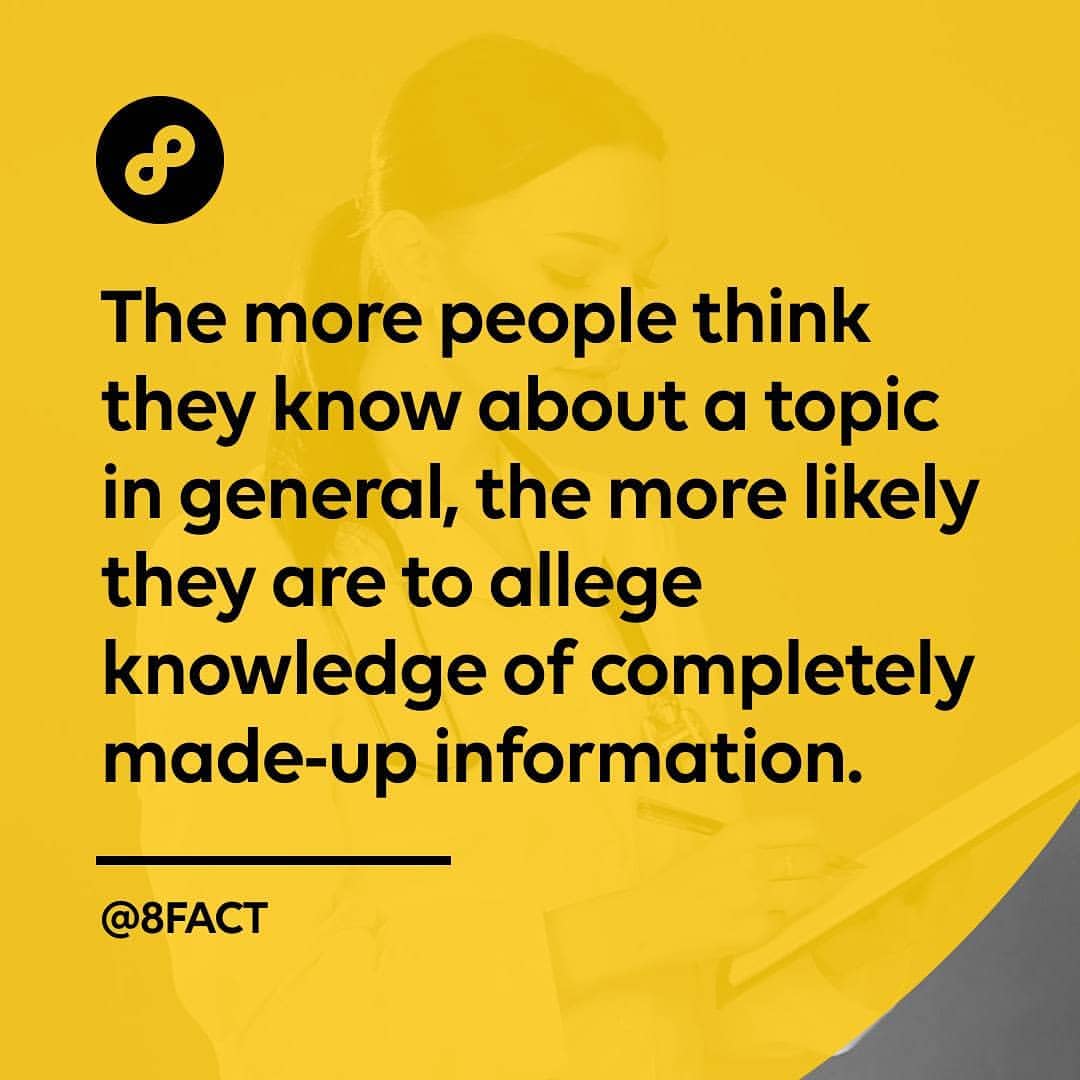 The more people think
they know about a topic
in general, the more likely
they are to allege
knowledge of completely
made-up information.
@8FACT